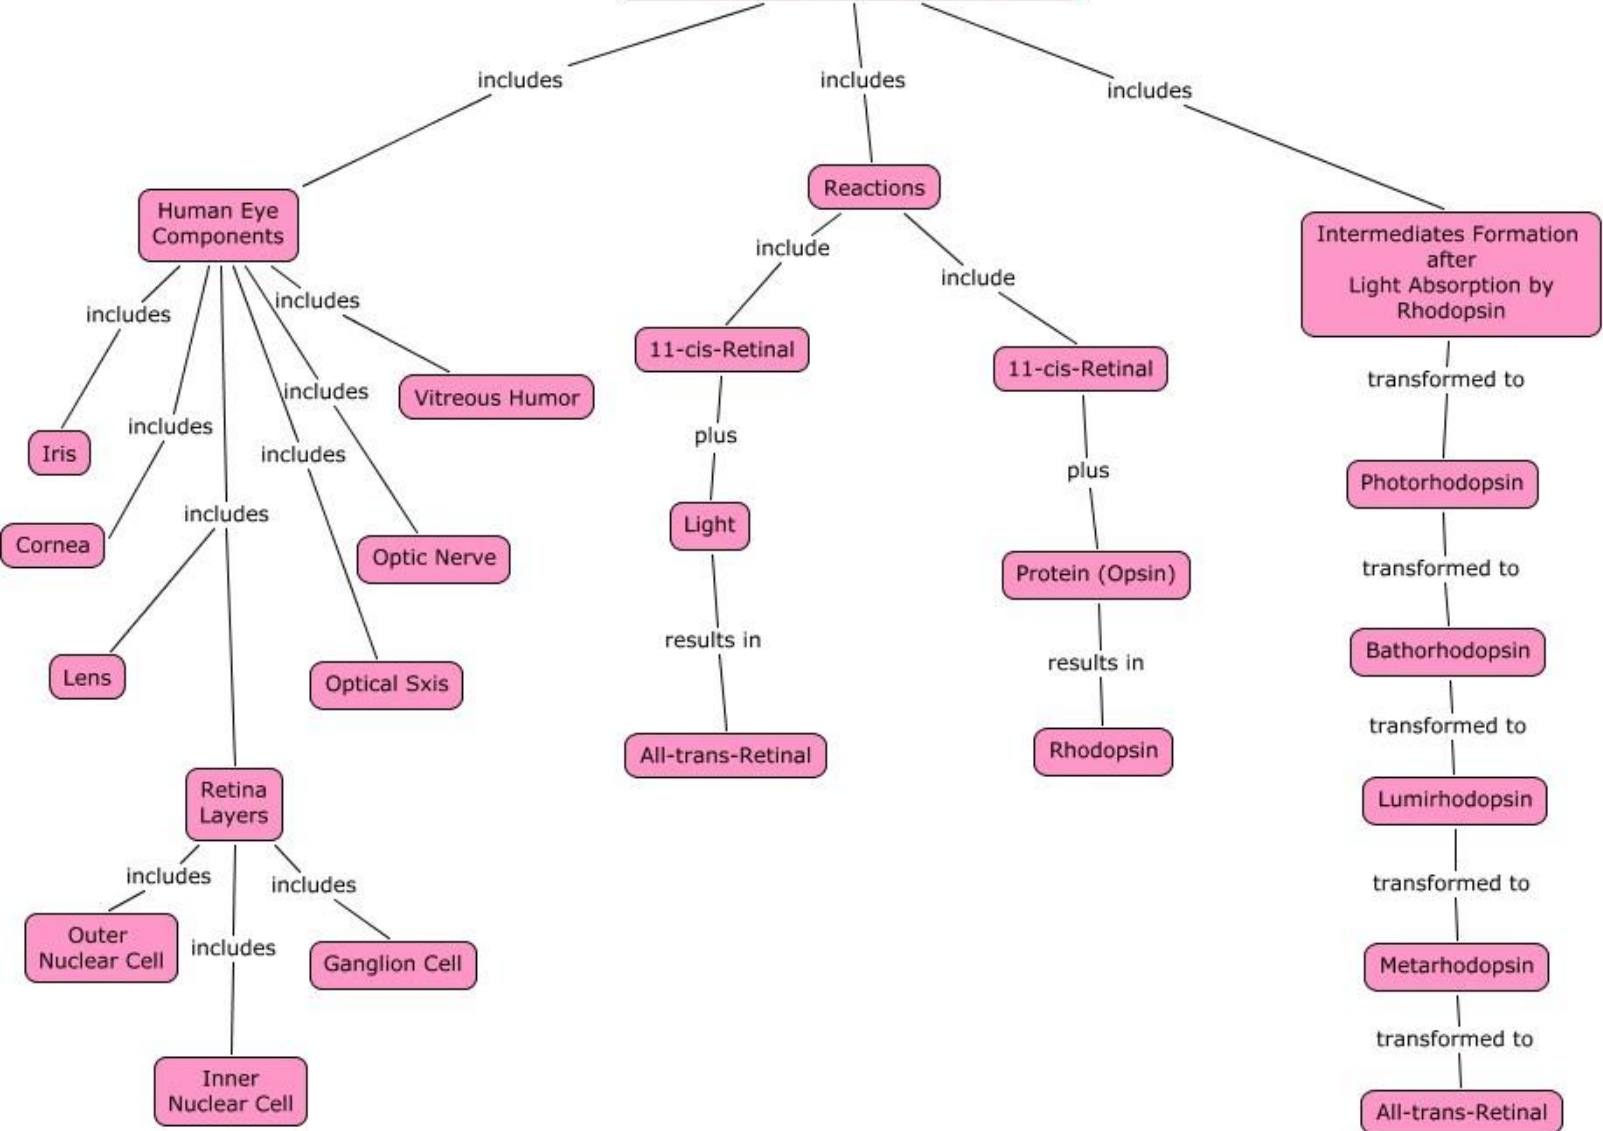 includes
includes
includes
Reactions
Human Eye
Components
Intermediates Formation
after
Light Absorption by
Rhodopsin
include
include
includes
includes
11-cis-Retinal
11-cis-Retinal
transformed to
includes
Vitreous Humor
includes
plus
Iris
includes
plus
Photorhodopsin
includes
Light
Cornea
Optic Nerve
Protein (Opsin)
transformed to
results in
Bathorhodopsin
results in
Lens
Optical Sxis
transformed to
All-trans-Retinal
Rhodopsin
Retina
Layers
Lumirhodopsin
includes
includes
transformed to
Outer
Nuclear Cell
includes
Ganglion Cell
Metarhodopsin
transformed to
Inner
Nuclear Cell
All-trans-Retinal